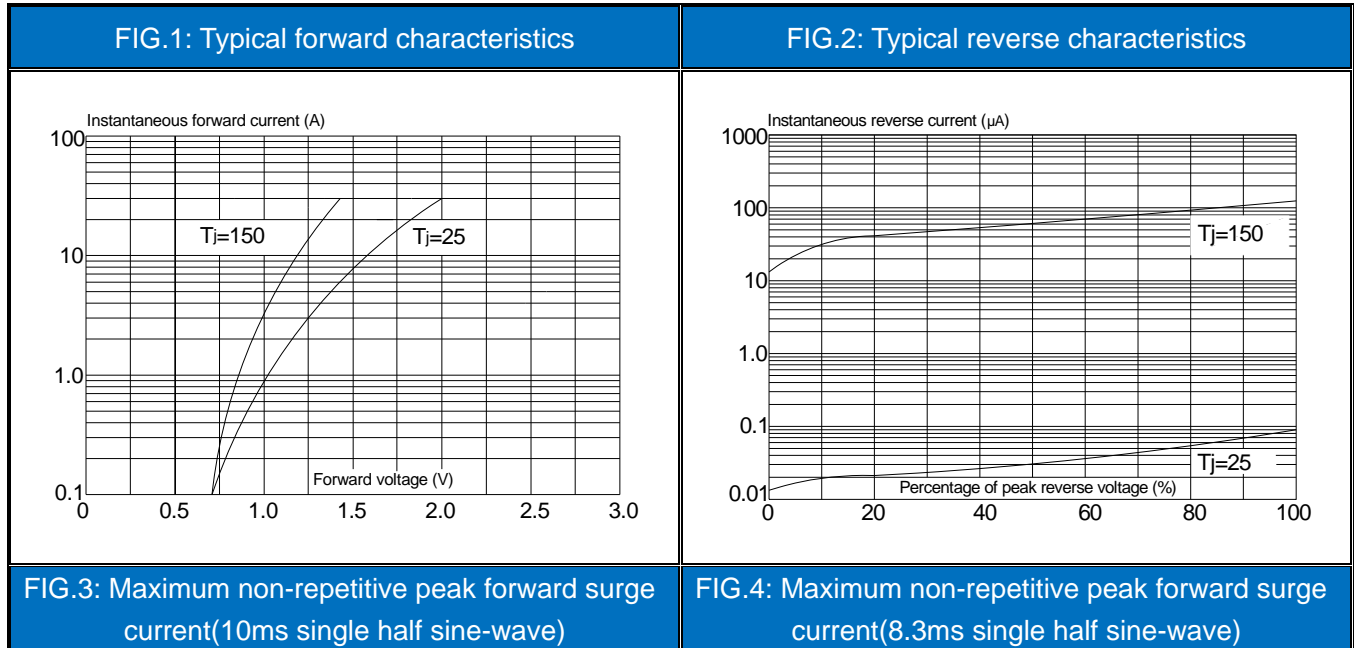 FIG.1: Typical forward characteristics
FIG.2: Typical reverse characteristics
Instantaneous forward current (A)
100
10
1.0
0.1
Tj=150
Tj=25
Forward voltage (V)
0 0.5 1.0 1.5 2.0 2.5 3.0
Instantaneous reverse current (μA)
1000
100
10
1.0
0.1
0.01
Tj=150
Tj=25
Percentage of peak reverse voltage (%)
0 20 40 60 80 100
FIG.3: Maximum non-repetitive peak forward surge
current(10ms single half sine-wave)
FIG.4: Maximum non-repetitive peak forward surge
current(8.3ms single half sine-wave)